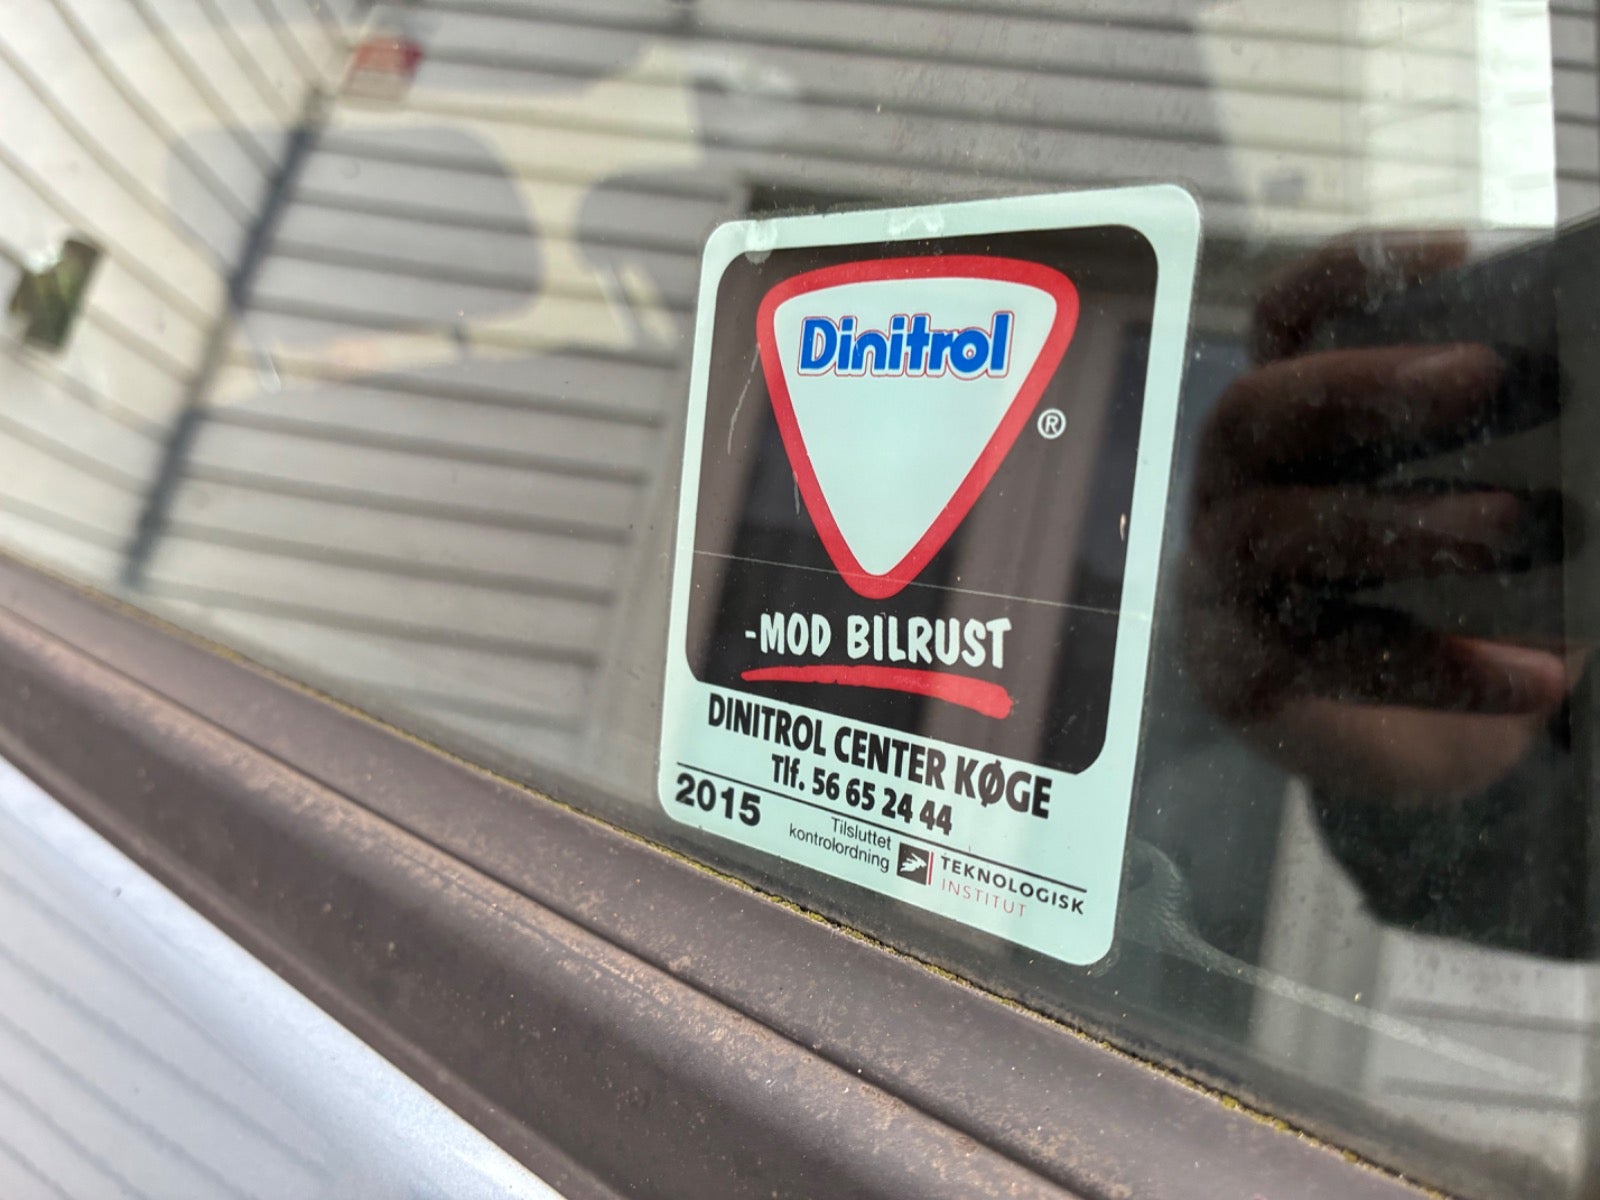 Dinitrol
®
-MOD BILRUST
DINITROL CENTER KØGE
Tlf. 56 65 24 44
2015
Tilsluttet
kontrolordning
TEKNOLOGISK
INSTITUT